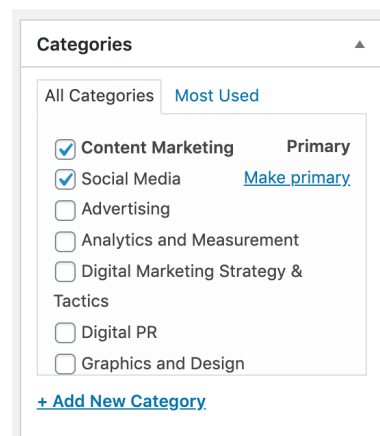 Categories
All Categories Most Used
Content Marketing Primary
Social Media Make primary
Advertising
Analytics and Measurement
Digital Marketing Strategy &
Tactics
Digital PR
Graphics and Design
+ Add New Category